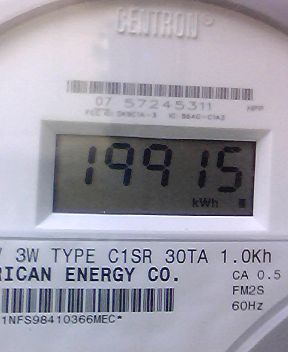 CENTRON
07 57245311
19915
kWh
3W TYPE C1SR 30TA 1.0Kh
RICAN ENERGY CO.
CA 0.5
FM2S
60Hz
1NFS98410366MEC*